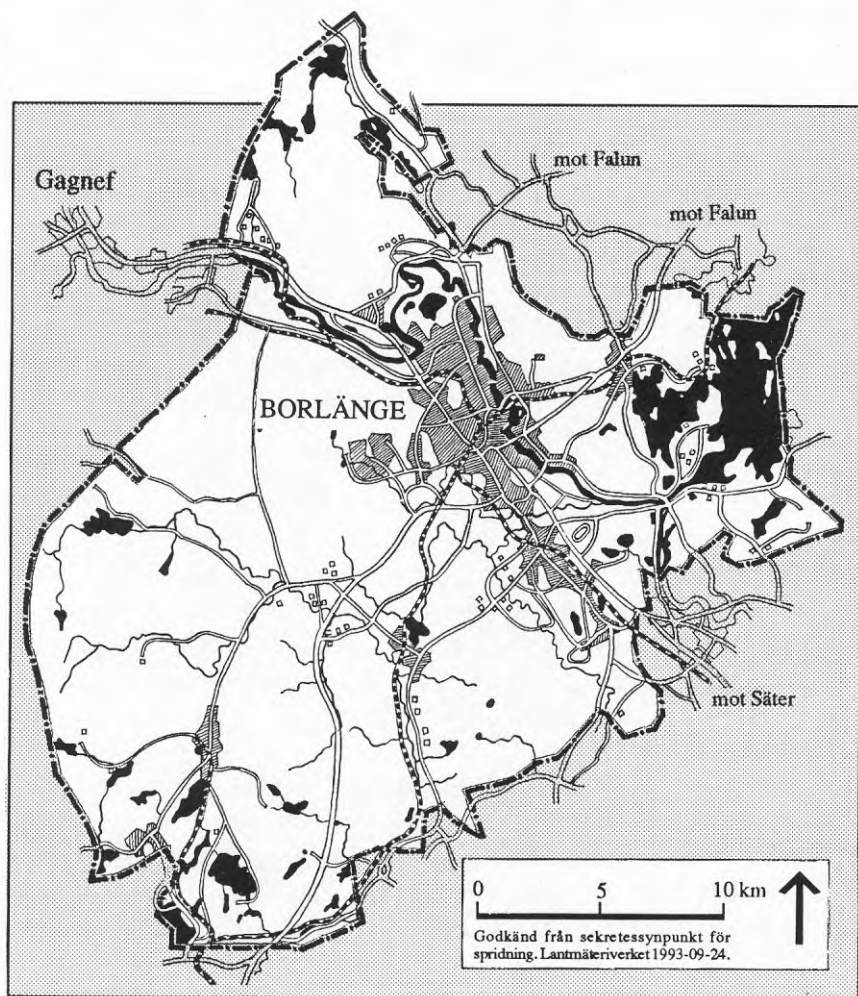 mot Falun
Gagnef
mot Falun
BORLÄNGE
mot Säter
0 5 10 km
Godkänd från sekretessynpunkt för
spridning. Lantmäteriverket 1993-09-24.